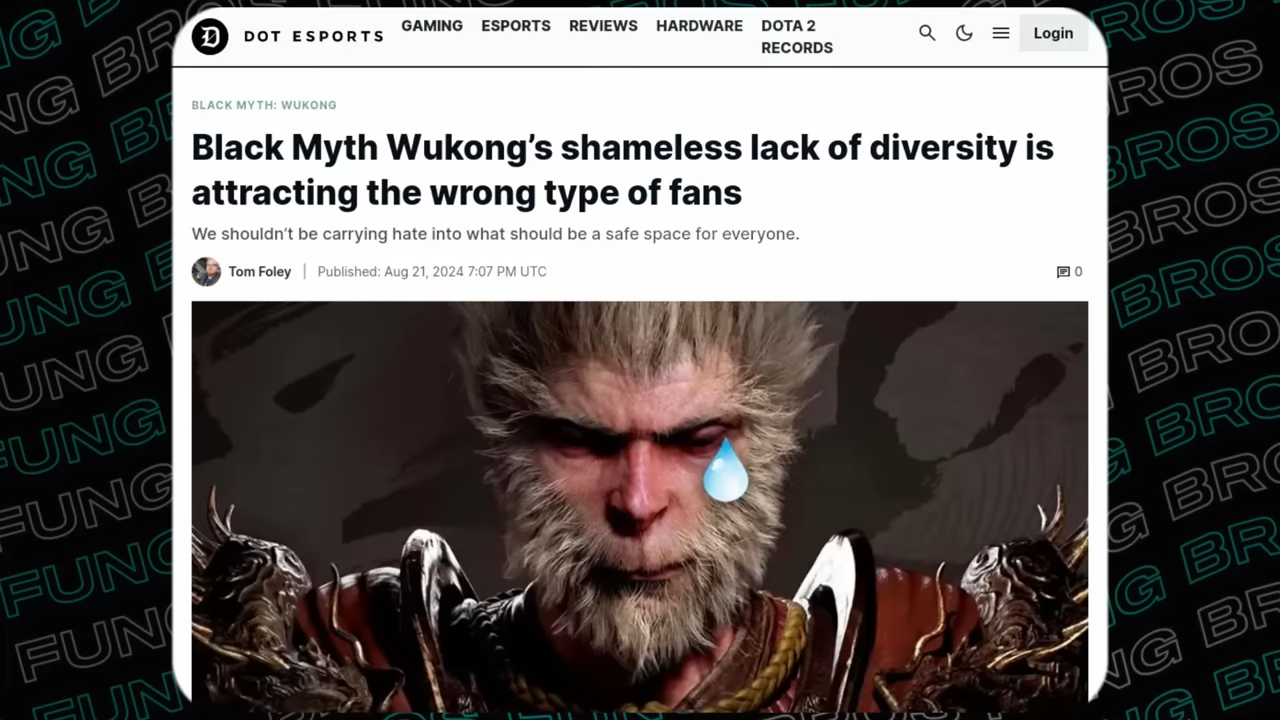 DOT ESPORTS
GAMING ESPORTS REVIEWS HARDWARE DOTA 2 RECORDS
Login
BLACK MYTH: WUKONG
Black Myth Wukong’s shameless lack of diversity is
attracting the wrong type of fans
We shouldn’t be carrying hate into what should be a safe space for everyone.
Tom Foley | Published: Aug 21, 2024 7:07 PM UTC
0
FUNG BROS